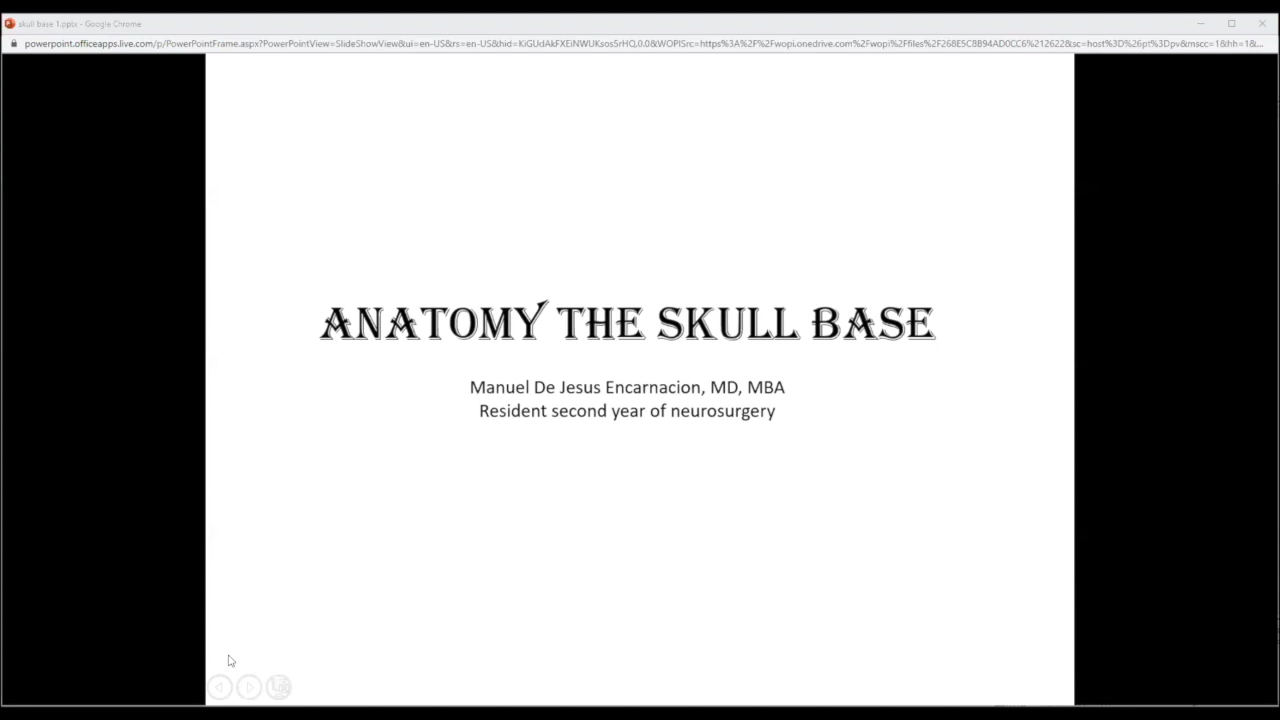 skull base 1.pptx - Google Chrome
powerpoint.officeapps.live.com/p/PowerPointFrame.aspx?PowerPointView=SlideShowView&ui=en-US&rs=en-US&hid=KiGUdAkFXEiNWUKsosSrHQ.0.0&WOPISrc=https%3A%2F%2Fwopi.onedrive.com%2Fwopi%2Ffiles%2F268E5C8B94AD0CC6%212622&sc=host%3D%26pt%3Dpv&mscc=1&hh=1&...
ANATOMY THE SKULL BASE
Manuel De Jesus Encarnacion, MD, MBA
Resident second year of neurosurgery